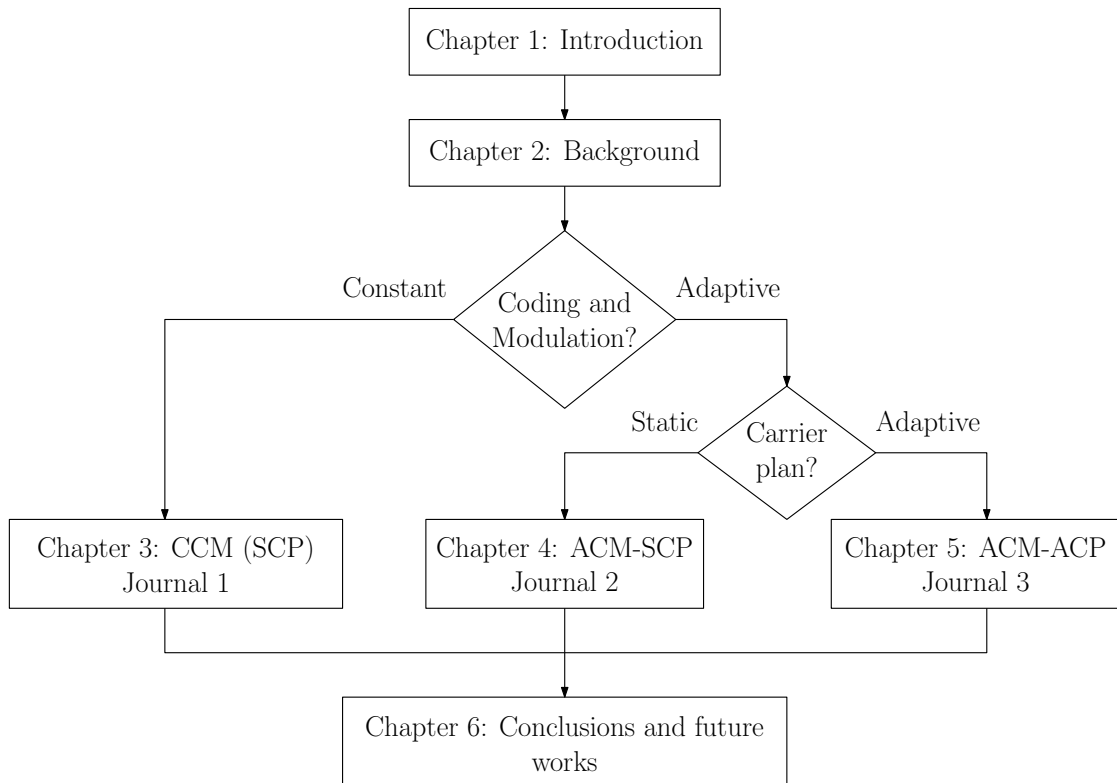 Chapter 1: Introduction
Chapter 2: Background
Constant
Adaptive
Coding and
Modulation?
Static
Adaptive
Carrier
plan?
Chapter 3: CCM (SCP)
Journal 1
Chapter 4: ACM-SCP
Journal 2
Chapter 5: ACM-ACP
Journal 3
Chapter 6: Conclusions and future
works